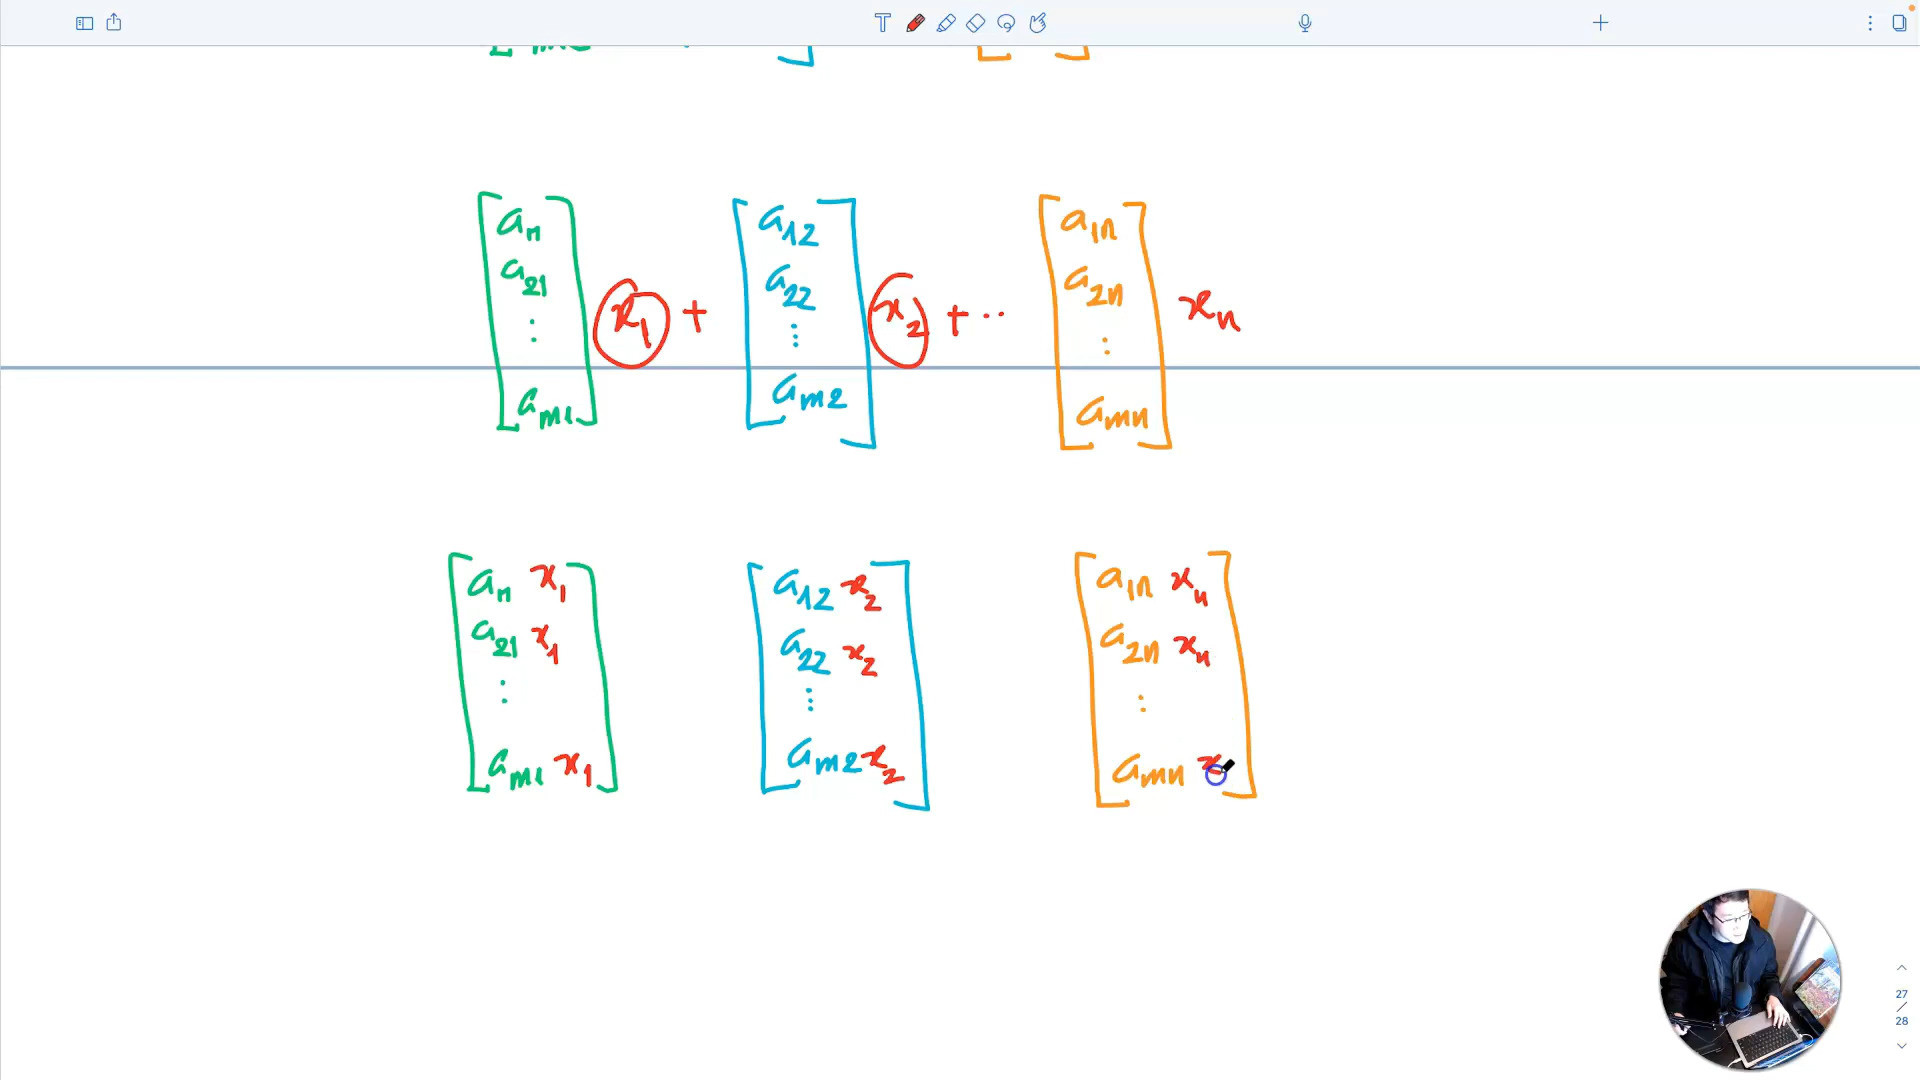 [a₁₁ a₂₁ ⋮ aₘ₁] x₁ + [a₁₂ a₂₂ ⋮ aₘ₂] x₂ + ·· [a₁ₙ a₂ₙ ⋮ aₘₙ] xₙ
[a₁₁ x₁ a₂₁ x₁ ⋮ aₘ₁ x₁] [a₁₂ x₂ a₂₂ x₂ ⋮ aₘ₂ x₂] [a₁ₙ xₙ a₂ₙ xₙ ⋮ aₘₙ x]
27
/
28